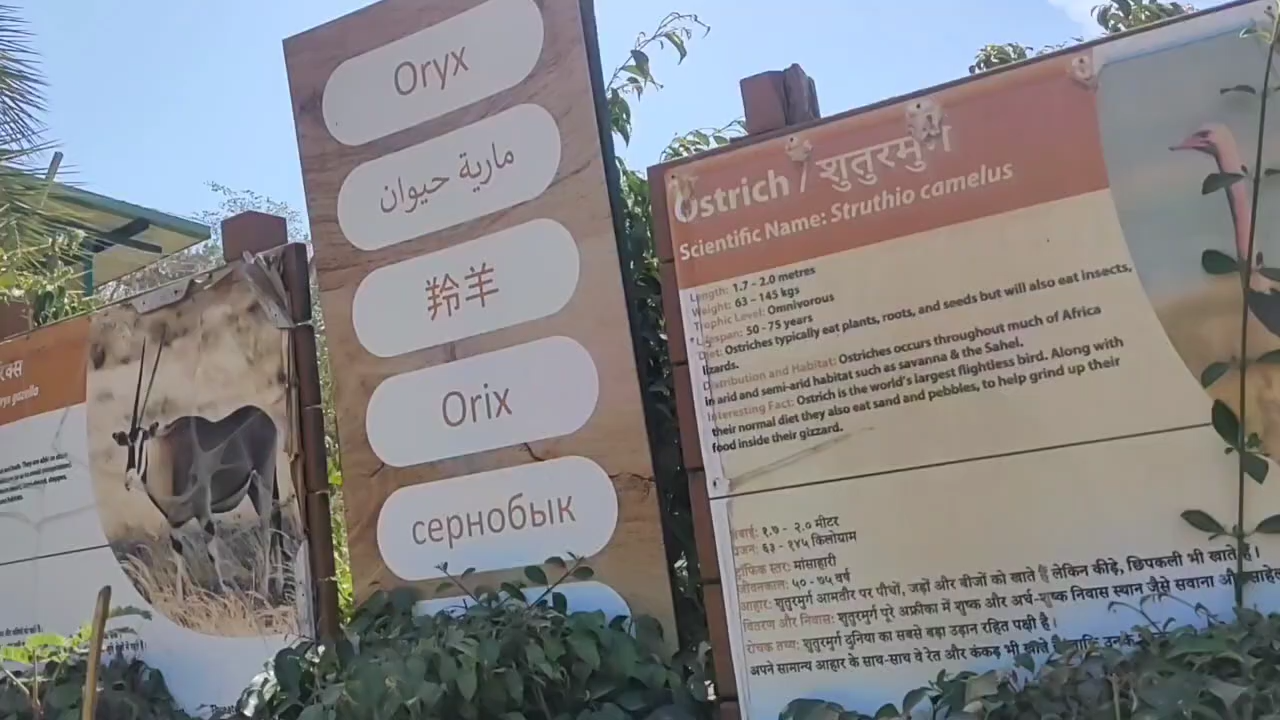 Oryx
مارية حيوان
羚羊
Orix
сернобык
रिक्स
Oryx gazella
Ostrich / शुतुरमुर्ग
Scientific Name: Struthio camelus
Length: 1.7 - 2.0 metres
Weight: 63 - 145 kgs
Trophic Level: Omnivorous
Lifespan: 50 - 75 years
Diet: Ostriches typically eat plants, roots, and seeds but will also eat insects,
lizards.
Distribution and Habitat: Ostriches occurs throughout much of Africa
in arid and semi-arid habitat such as savanna & the Sahel.
Interesting Fact: Ostrich is the world's largest flightless bird. Along with
their normal diet they also eat sand and pebbles, to help grind up their
food inside their gizzard.
लंबाई: १.७ - २.० मीटर
वजन: ६३ - १४५ किलोग्राम
ट्रॉफिक स्तर: मांसाहारी
जीवनकाल: ५० - ७५ वर्ष
आहार: शुतुरमुर्ग आमतौर पर पौधों, जड़ों और बीजों को खाते हैं लेकिन कीड़े, छिपकली भी खाते हैं।
वितरण और निवास: शुतुरमुर्ग पूरे अफ्रीका में शुष्क और अर्ध-शुष्क निवास स्थान जैसे सवाना और साहेल
रोचक तथ्य: शुतुरमुर्ग दुनिया का सबसे बड़ा उड़ान रहित पक्षी है।
अपने सामान्य आहार के साथ-साथ वे रेत और कंकड़ भी खाते हैं ताकि उनके